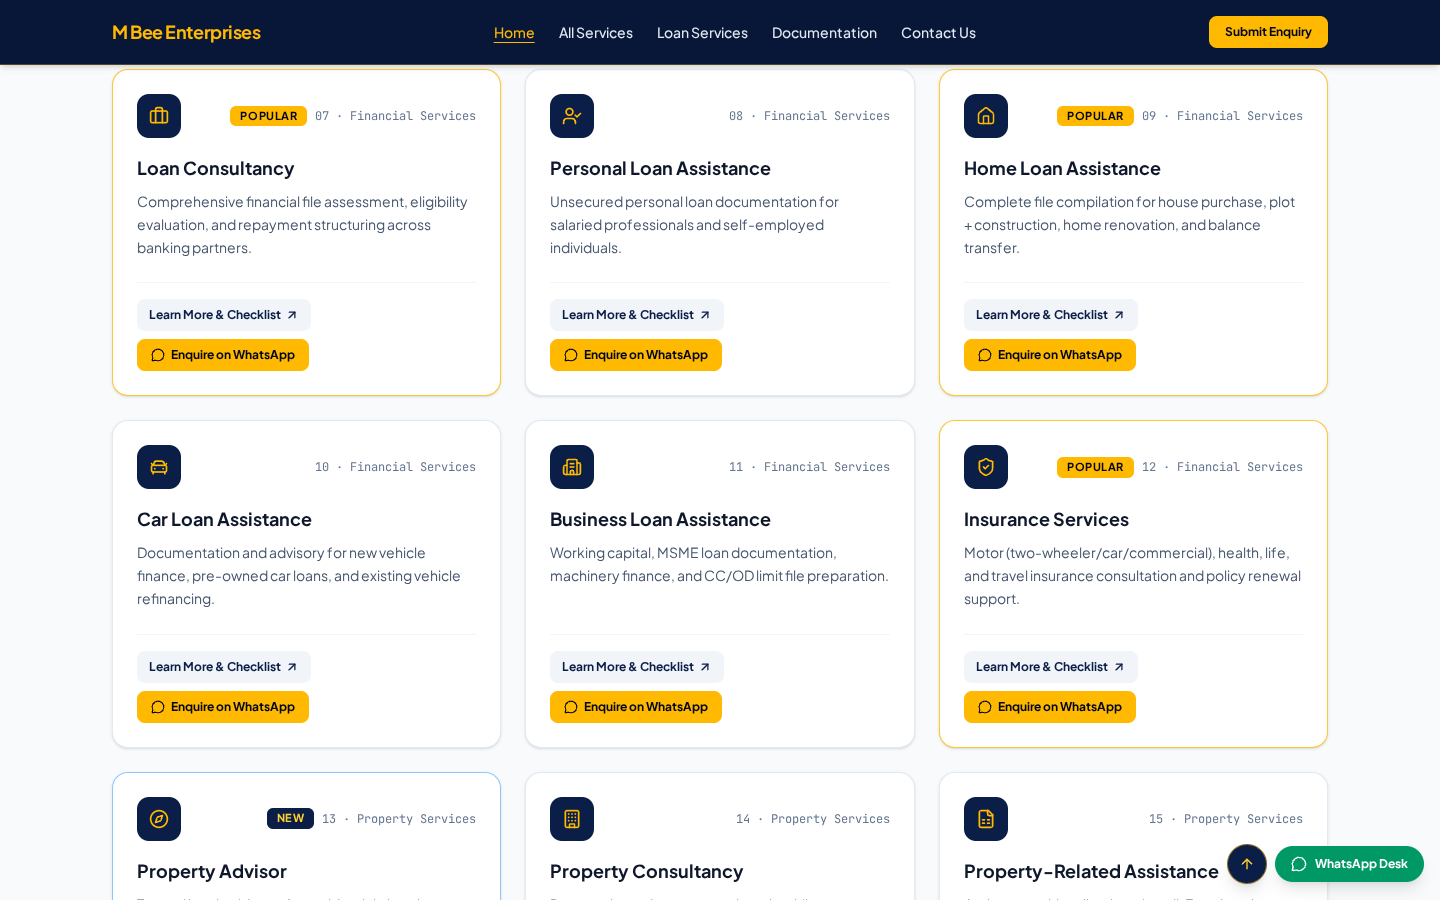 M Bee Enterprises
Home
All Services
Loan Services
Documentation
Contact Us
Submit Enquiry
POPULAR
07 · Financial Services
Loan Consultancy
Comprehensive financial file assessment, eligibility
evaluation, and repayment structuring across
banking partners.
Learn More & Checklist
Enquire on WhatsApp
08 · Financial Services
Personal Loan Assistance
Unsecured personal loan documentation for
salaried professionals and self-employed
individuals.
Learn More & Checklist
Enquire on WhatsApp
POPULAR
09 · Financial Services
Home Loan Assistance
Complete file compilation for house purchase, plot
+ construction, home renovation, and balance
transfer.
Learn More & Checklist
Enquire on WhatsApp
10 · Financial Services
Car Loan Assistance
Documentation and advisory for new vehicle
finance, pre-owned car loans, and existing vehicle
refinancing.
Learn More & Checklist
Enquire on WhatsApp
11 · Financial Services
Business Loan Assistance
Working capital, MSME loan documentation,
machinery finance, and CC/OD limit file preparation.
Learn More & Checklist
Enquire on WhatsApp
POPULAR
12 · Financial Services
Insurance Services
Motor (two-wheeler/car/commercial), health, life,
and travel insurance consultation and policy renewal
support.
Learn More & Checklist
Enquire on WhatsApp
NEW
13 · Property Services
Property Advisor
14 · Property Services
Property Consultancy
15 · Property Services
Property-Related Assistance
WhatsApp Desk